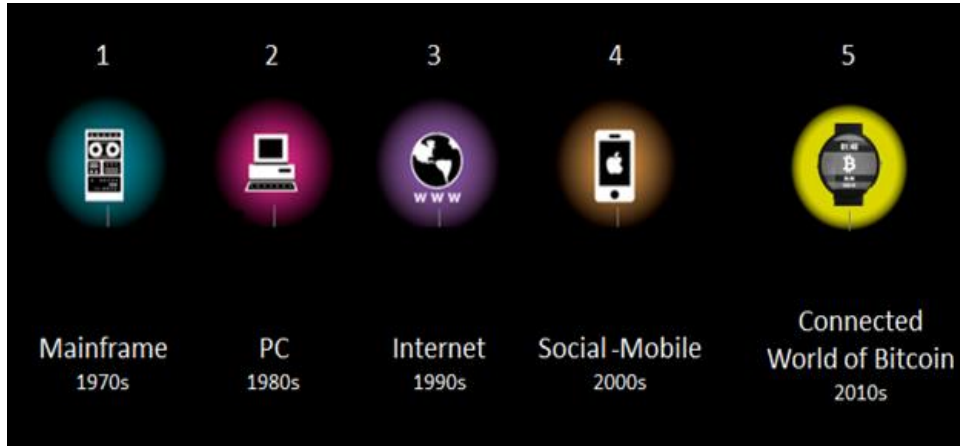 1
2
3
4
5
WWW
Mainframe
1970s
PC
1980s
Internet
1990s
Social -Mobile
2000s
Connected
World of Bitcoin
2010s